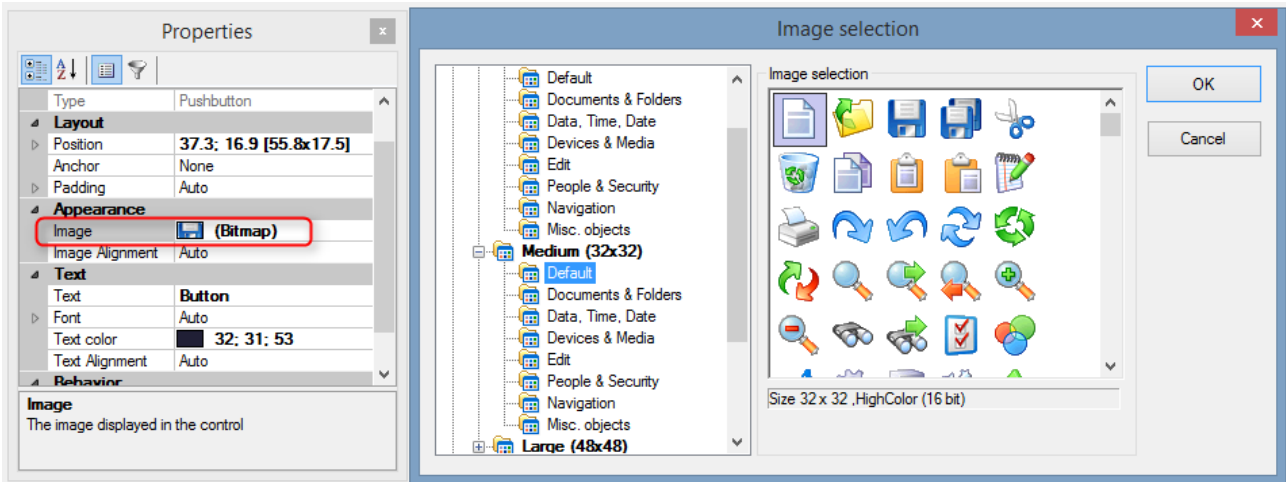 Properties
x
A
Z
Type Pushbutton
Layout
Position 37.3; 16.9 [55.8x17.5]
Anchor None
Padding Auto
Appearance
Image (Bitmap)
Image Alignment Auto
Text
Text Button
Font Auto
Text color 32; 31; 53
Text Alignment Auto
Behavior
Image
The image displayed in the control
Image selection
Default
Documents & Folders
Data, Time, Date
Devices & Media
Edit
People & Security
Navigation
Misc. objects
Medium (32x32)
Default
Documents & Folders
Data, Time, Date
Devices & Media
Edit
People & Security
Navigation
Misc. objects
Large (48x48)
Image selection
Size 32 x 32 ,HighColor (16 bit)
OK
Cancel